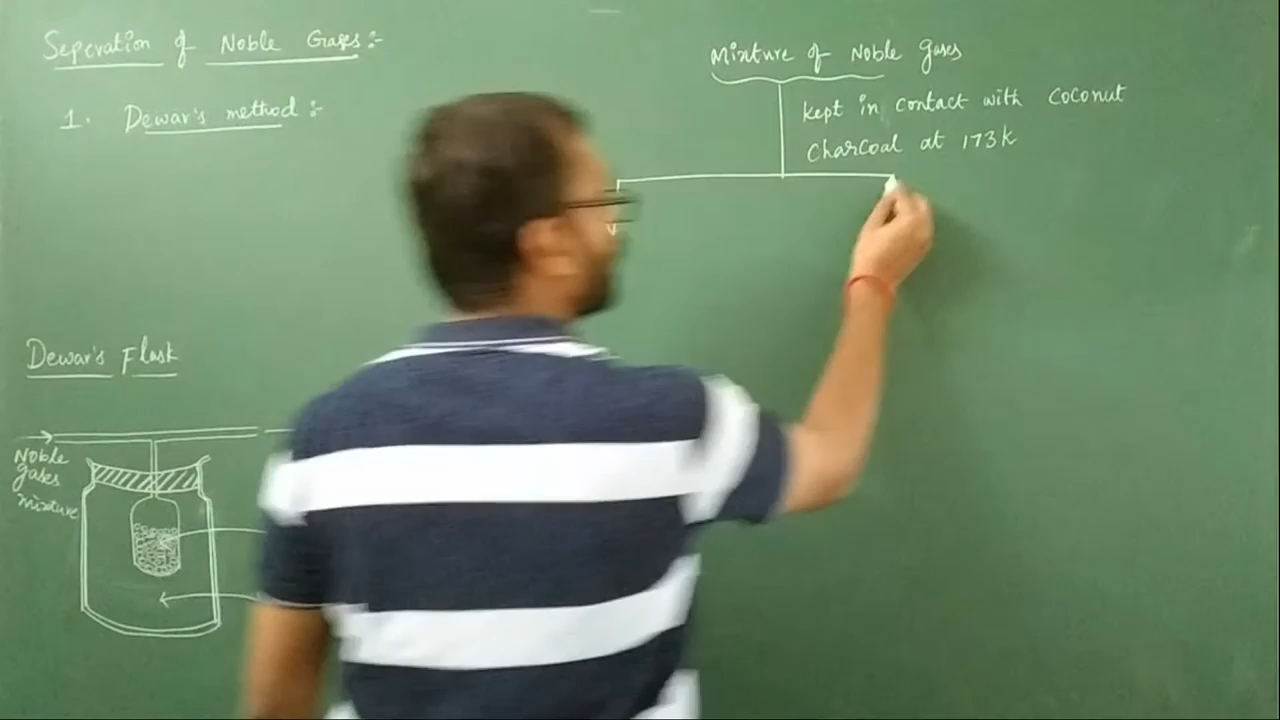 Seperation of Noble Gases :-
1. Dewar's method :-
Mixture of Noble gases
kept in contact with coconut
charcoal at 173k
Dewar's Flask
Noble
gases
mixture